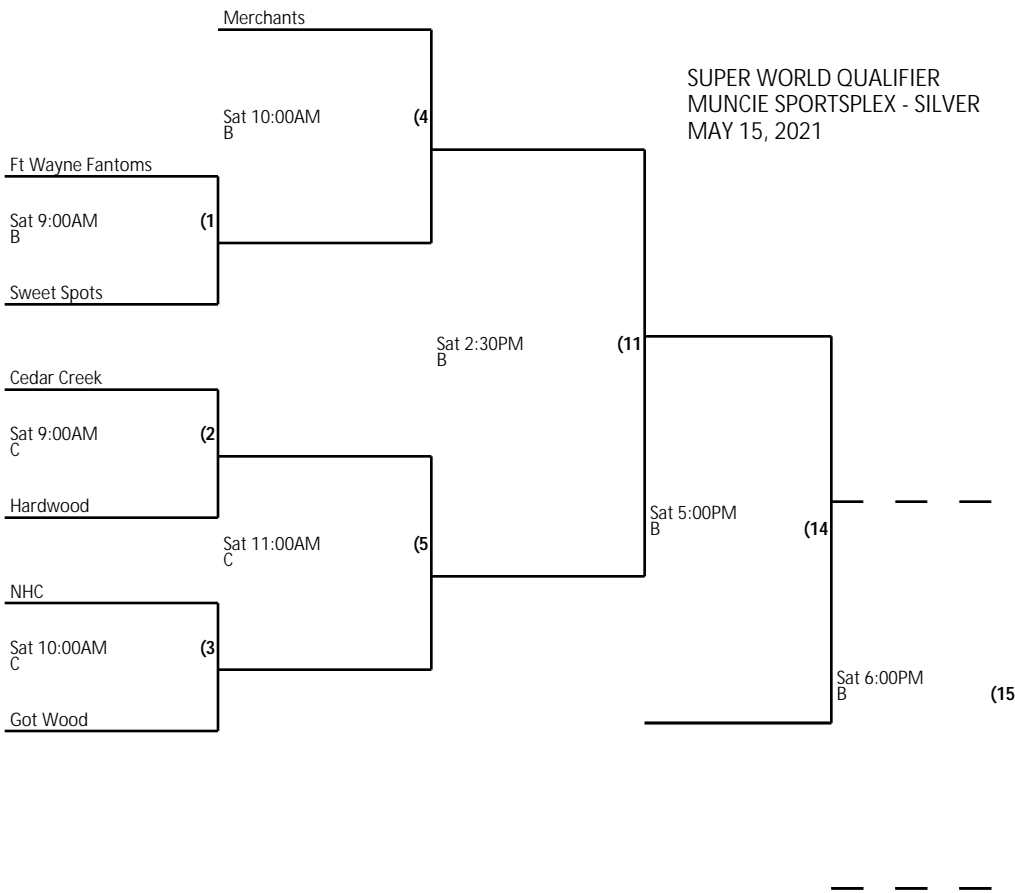 Merchants
SUPER WORLD QUALIFIER
MUNCIE SPORTSPLEX - SILVER
MAY 15, 2021
Sat 10:00AM (4
B
Ft Wayne Fantoms
Sat 9:00AM (1
B
Sweet Spots
Sat 2:30PM (11
B
Cedar Creek
Sat 9:00AM (2
C
Hardwood
Sat 5:00PM (14
B
Sat 11:00AM (5
C
NHC
Sat 10:00AM (3
C
Sat 6:00PM (15
B
Got Wood